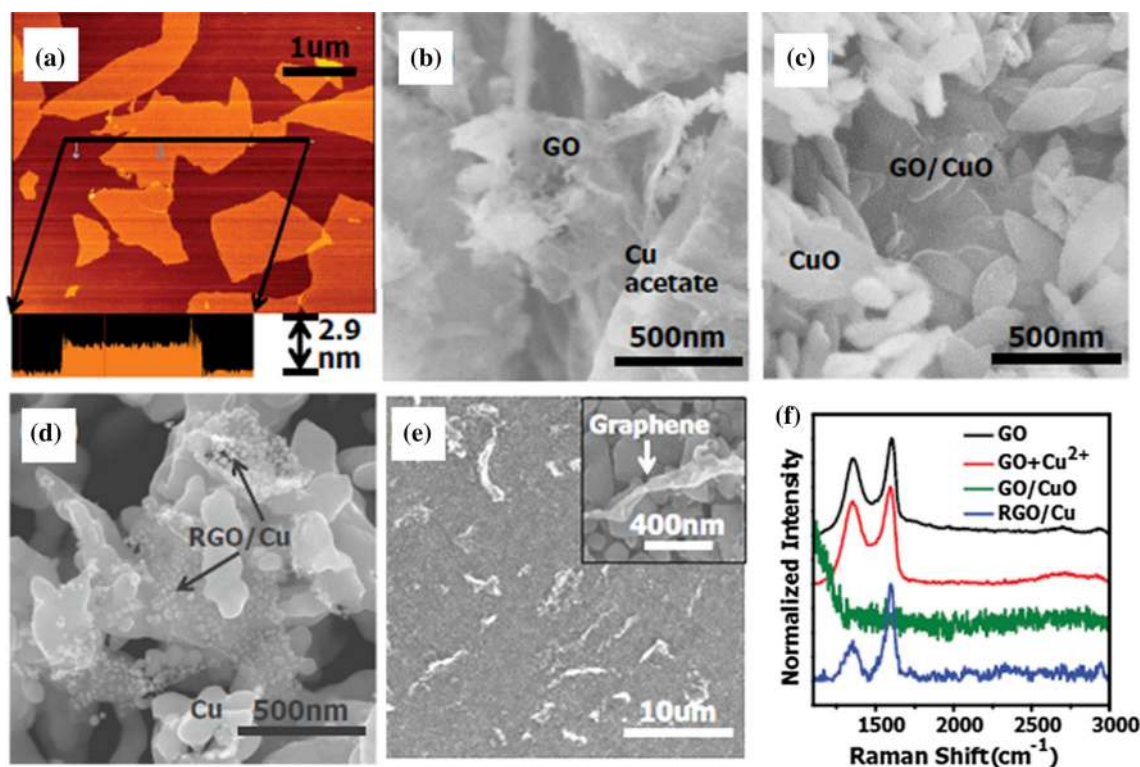 (a)
1um
2.9
nm
(b)
GO
Cu
acetate
500nm
(c)
GO/CuO
CuO
500nm
(d)
RGO/Cu
Cu
500nm
(e)
Graphene
400nm
10um
(f)
GO
GO+Cu²⁺
GO/CuO
RGO/Cu
Normalized Intensity
1500 2000 2500 3000
Raman Shift(cm⁻¹)